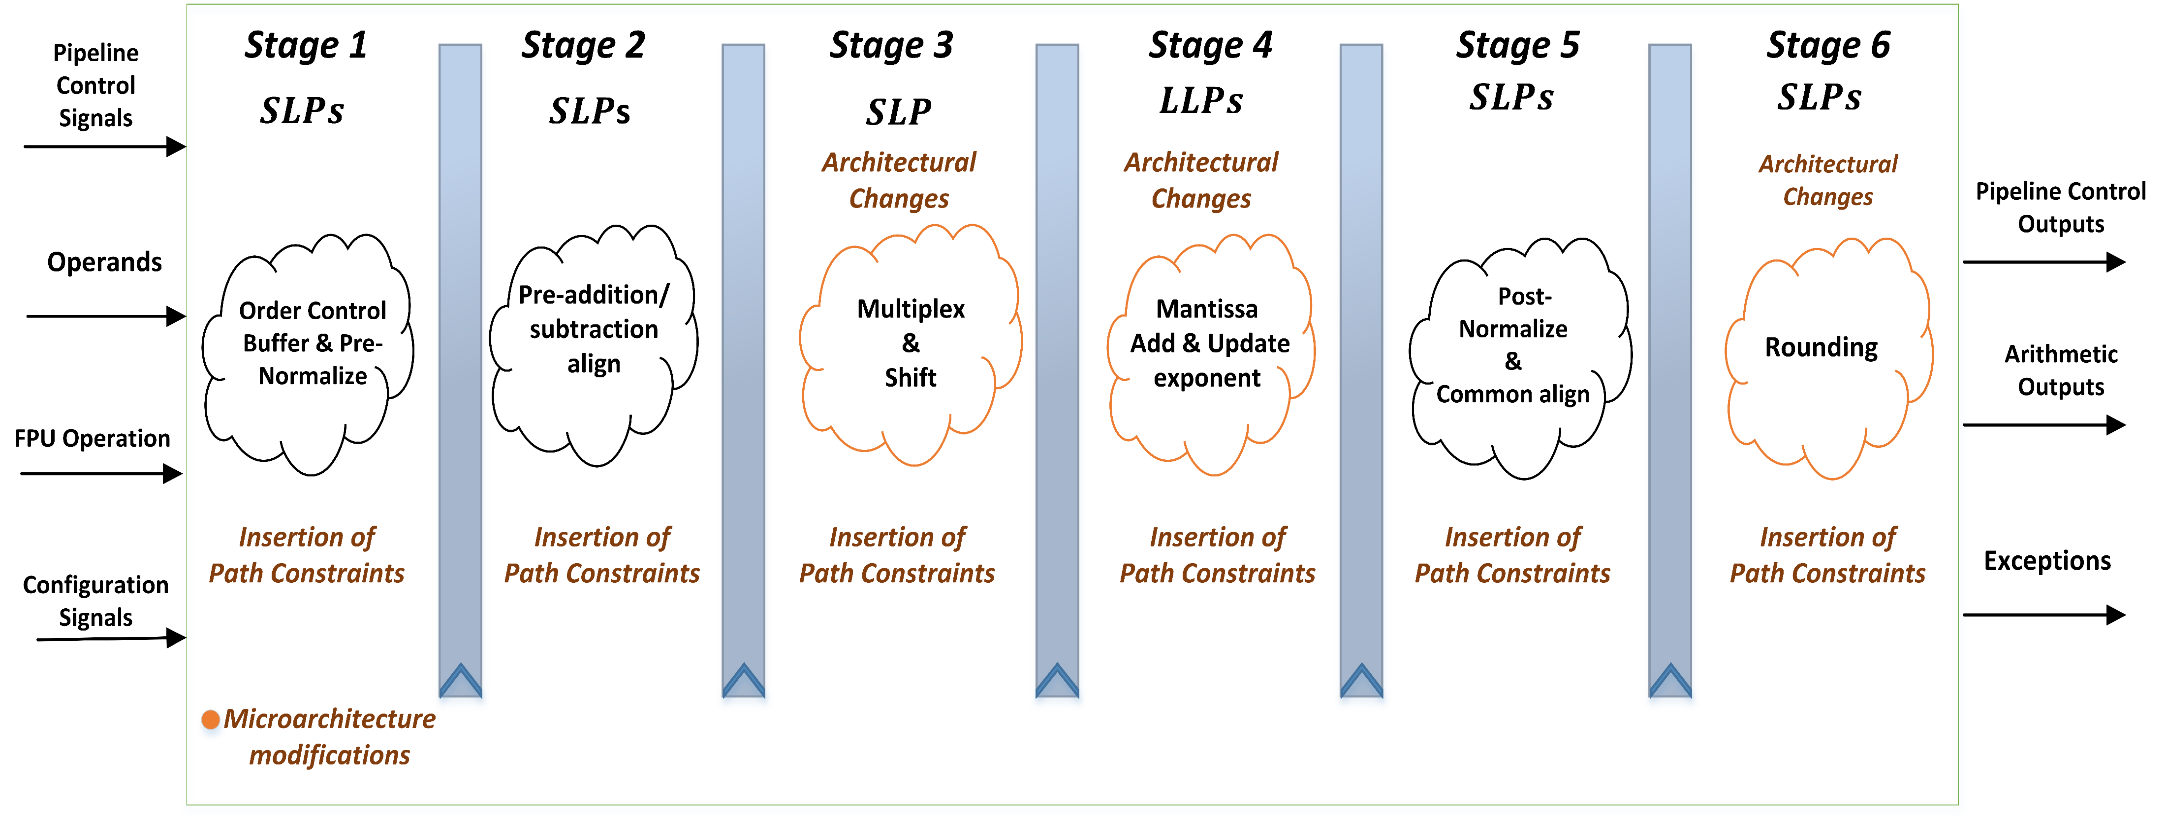 Pipeline
Control
Signals
Operands
FPU Operation
Configuration
Signals
Stage 1
SLPs
Order Control
Buffer & Pre-
Normalize
Insertion of
Path Constraints
Microarchitecture
modifications
Stage 2
SLPs
Pre-addition/
subtraction
align
Insertion of
Path Constraints
Stage 3
SLP
Architectural
Changes
Multiplex
&
Shift
Insertion of
Path Constraints
Stage 4
LLPs
Architectural
Changes
Mantissa
Add & Update
exponent
Insertion of
Path Constraints
Stage 5
SLPs
Post-
Normalize
&
Common align
Insertion of
Path Constraints
Stage 6
SLPs
Architectural
Changes
Rounding
Insertion of
Path Constraints
Pipeline Control
Outputs
Arithmetic
Outputs
Exceptions